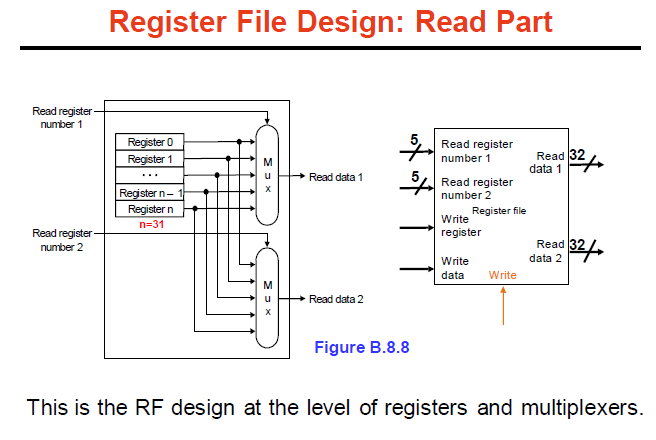 Register File Design: Read Part
Read register
number 1
Register 0
Register 1
· · ·
Register n – 1
Register n
n=31
M
u
x
Read data 1
Read register
number 2
M
u
x
Read data 2
5
Read register
number 1
Read
data 1
32
5
Read register
number 2
Register file
Write
register
Read
data 2
32
Write
data
Write
Figure B.8.8
This is the RF design at the level of registers and multiplexers.